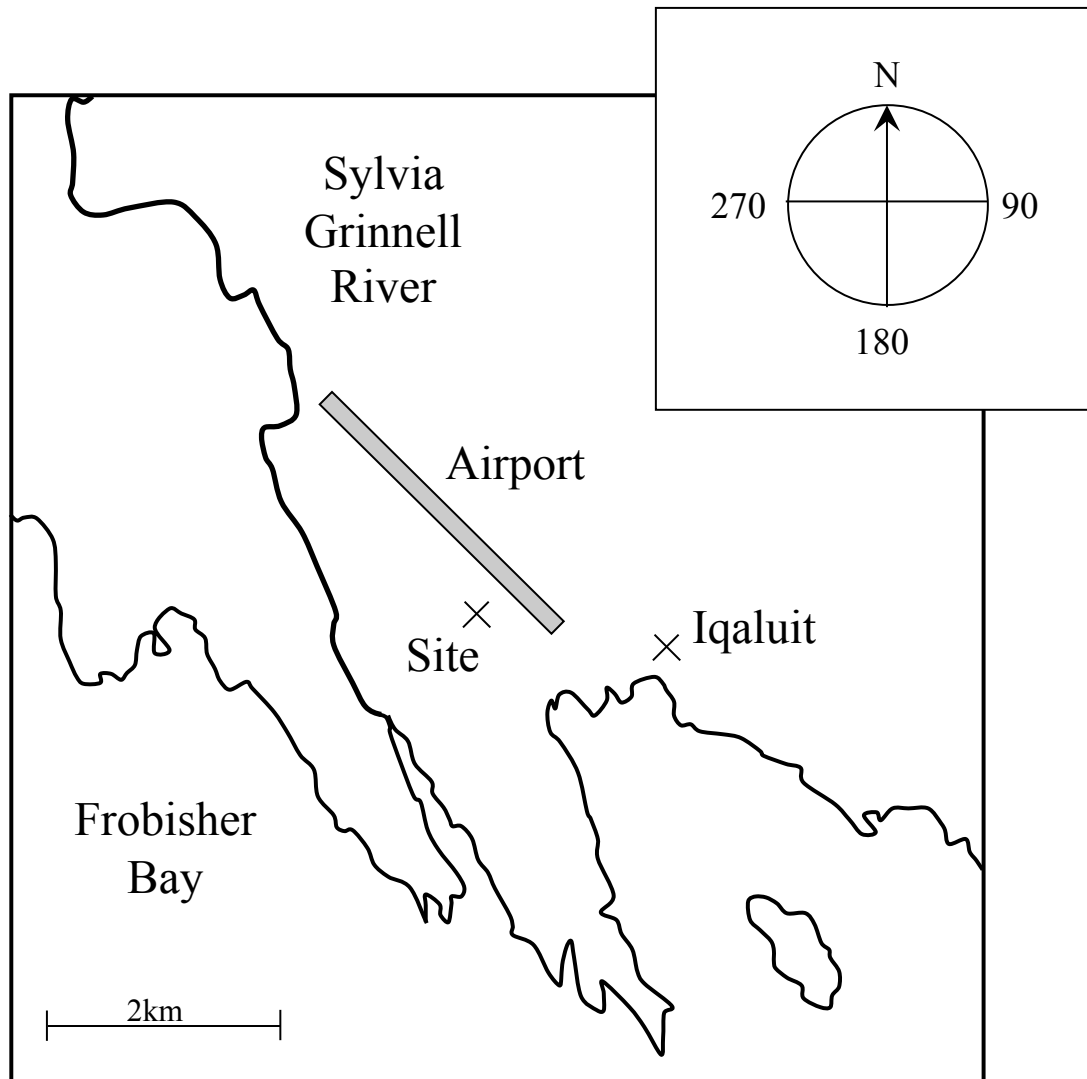 N
270
90
180
Sylvia
Grinnell
River
Airport
Site
Iqaluit
Frobisher
Bay
2km